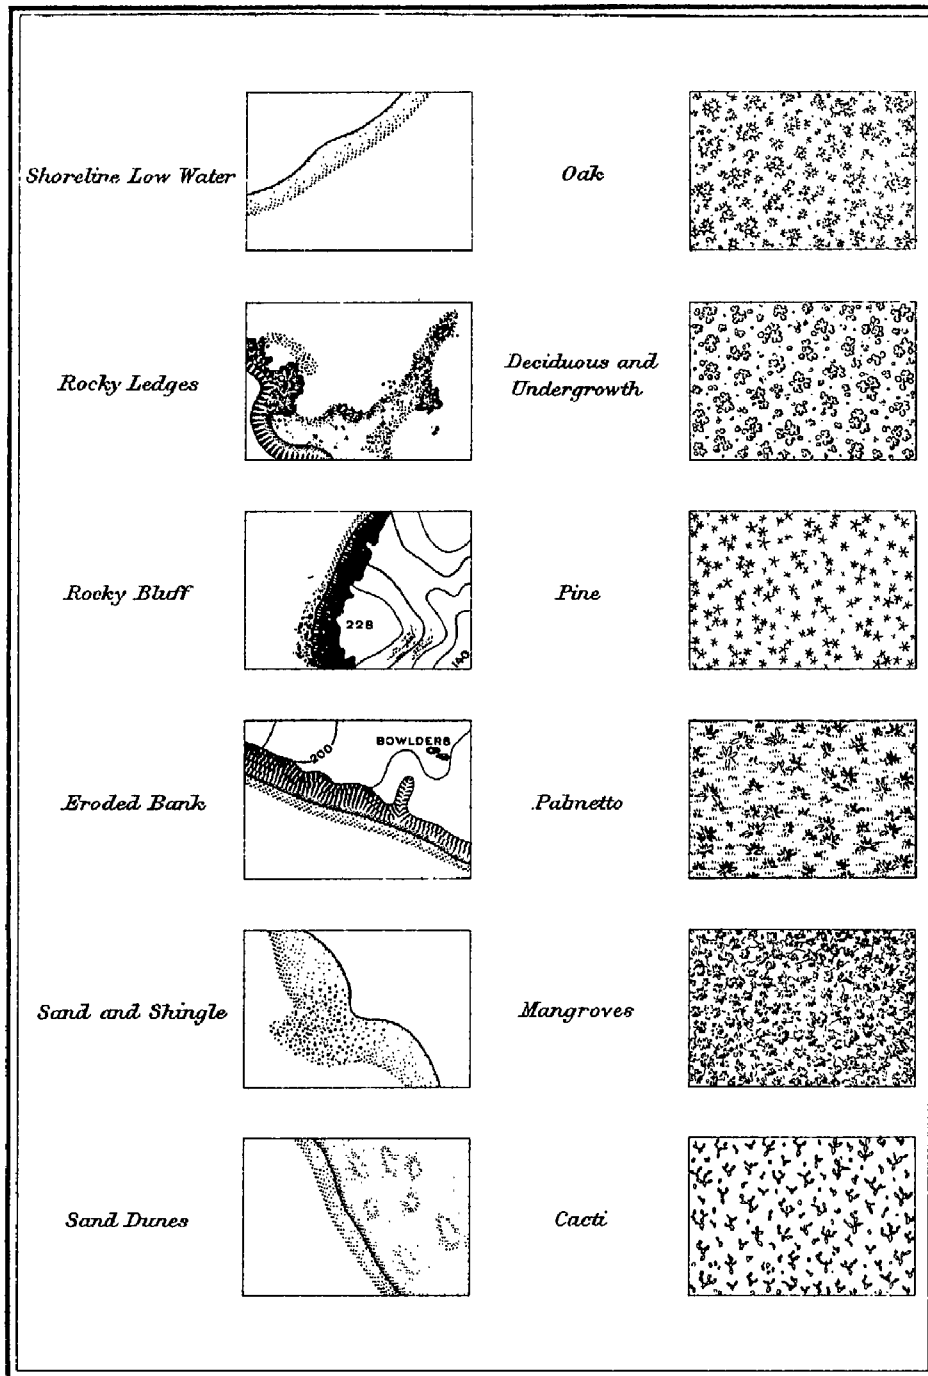 Shoreline Low Water
Oak
Rocky Ledges
Deciduous and
Undergrowth
Rocky Bluff
228
140
Pine
Eroded Bank
200
BOWLDERS
Palmetto
Sand and Shingle
Mangroves
Sand Dunes
Cacti